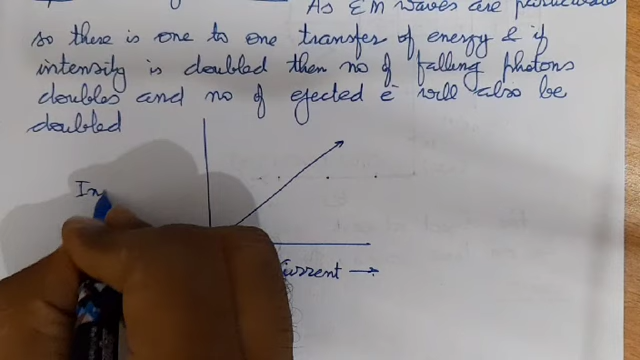 As EM waves are particulate
so there is one to one transfer of energy & if
intensity is doubled then no of falling photons
doubles and no of ejected e⁻ will also be
doubled
In
Current →